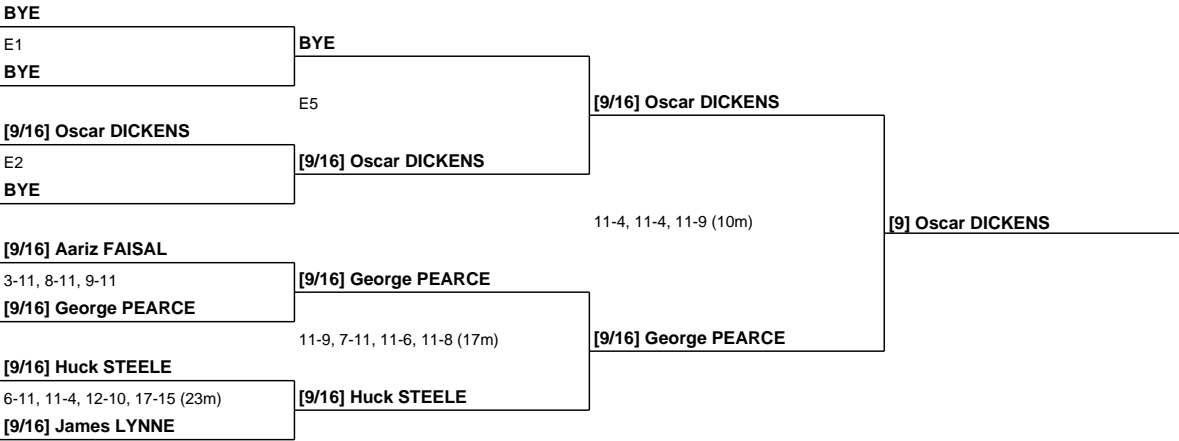 BYE
E1
BYE
BYE
E5
[9/16] Oscar DICKENS
[9/16] Oscar DICKENS
E2
[9/16] Oscar DICKENS
BYE
11-4, 11-4, 11-9 (10m)
[9] Oscar DICKENS
[9/16] Aariz FAISAL
3-11, 8-11, 9-11
[9/16] George PEARCE
[9/16] George PEARCE
11-9, 7-11, 11-6, 11-8 (17m)
[9/16] George PEARCE
[9/16] Huck STEELE
6-11, 11-4, 12-10, 17-15 (23m)
[9/16] Huck STEELE
[9/16] James LYNNE